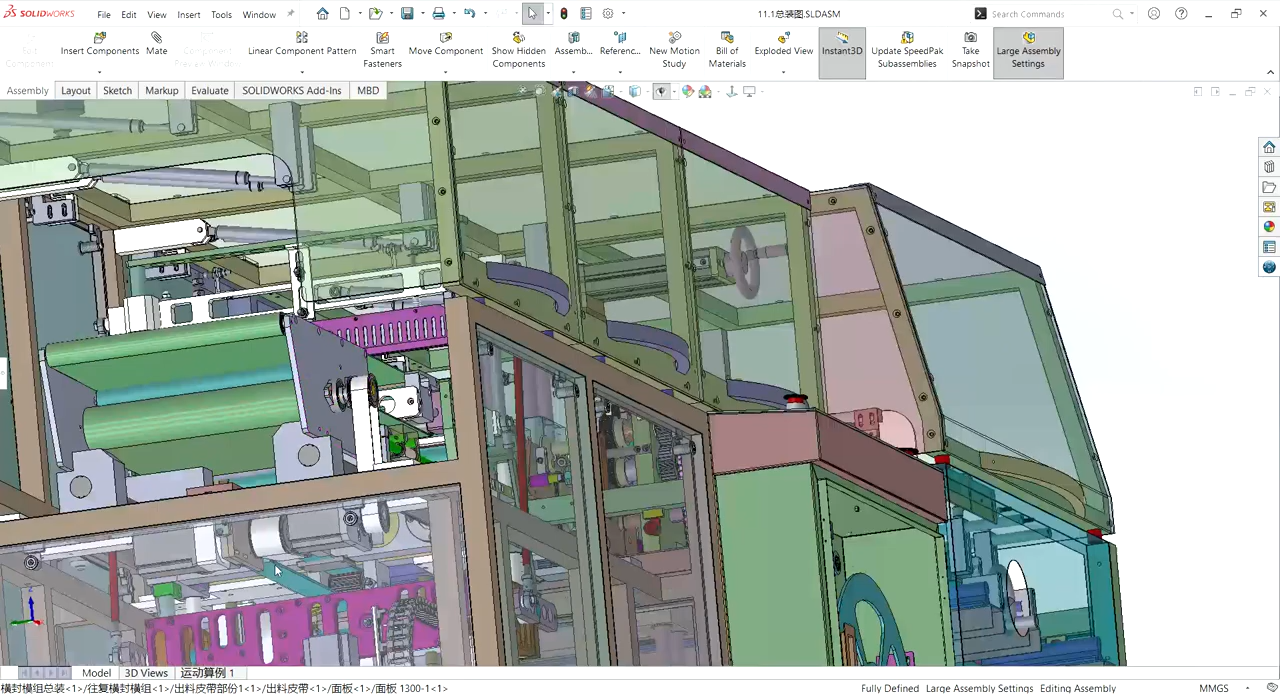 SOLIDWORKS File Edit View Insert Tools Window 11.1总装图.SLDASM Search Commands
Insert Components Mate Linear Component Pattern Smart Fasteners Move Component Show Hidden Components Assemb... Referenc... New Motion Study Bill of Materials Exploded View Instant3D Update SpeedPak Subassemblies Take Snapshot Large Assembly Settings
Assembly Layout Sketch Markup Evaluate SOLIDWORKS Add-Ins MBD
Model 3D Views 运动算例 1
横封模组总装<1>/往复横封模组<1>/出料皮带部份1<1>/出料皮带<1>/面板<1>/面板 1300-1<1> Fully Defined Large Assembly Settings Editing Assembly MMGS